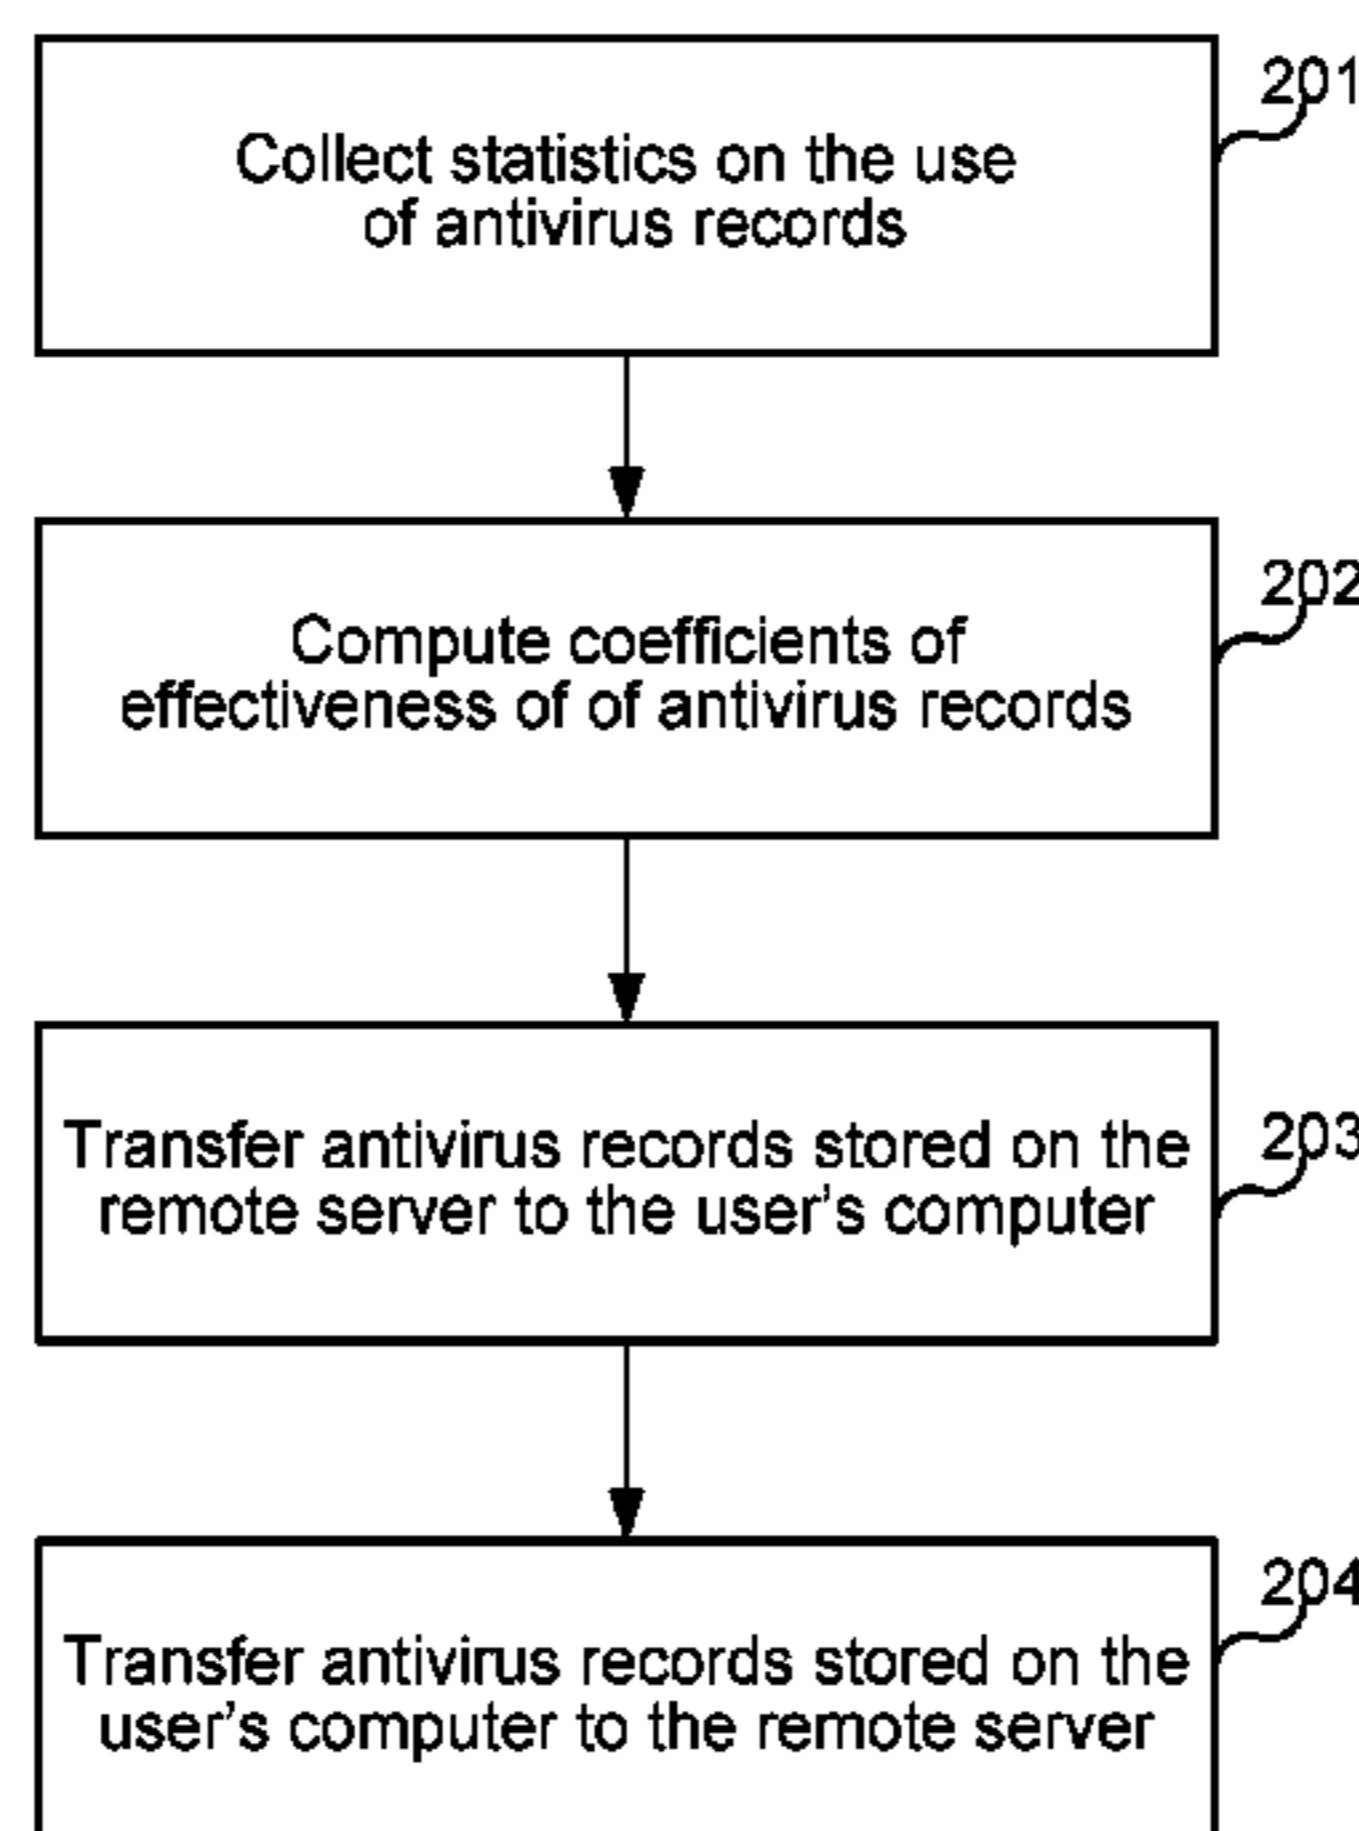 201
Collect statistics on the use
of antivirus records
202
Compute coefficients of
effectiveness of of antivirus records
203
Transfer antivirus records stored on the
remote server to the user's computer
204
Transfer antivirus records stored on the
user's computer to the remote server